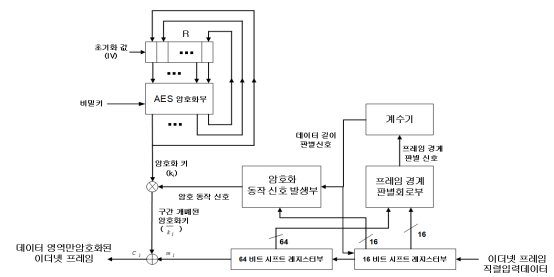 R
초기화 값
(IV)
AES 암호화부
비밀키
계수기
데이터 길이
판별신호
프레임 경계
판별 신호
암호화 키
(kᵢ)
암호 동작 신호
암호화
동작 신호 발생부
프레임 경계
판별회로부
구간 개폐된
암호화키
( k j )
64
16
16
데이터 영역만암호화된
이더넷 프레임
c j
m j
64 비트 시프트 레지스터부
16 비트 시프트 레지스터부
이더넷 프레임
직렬입력데이터